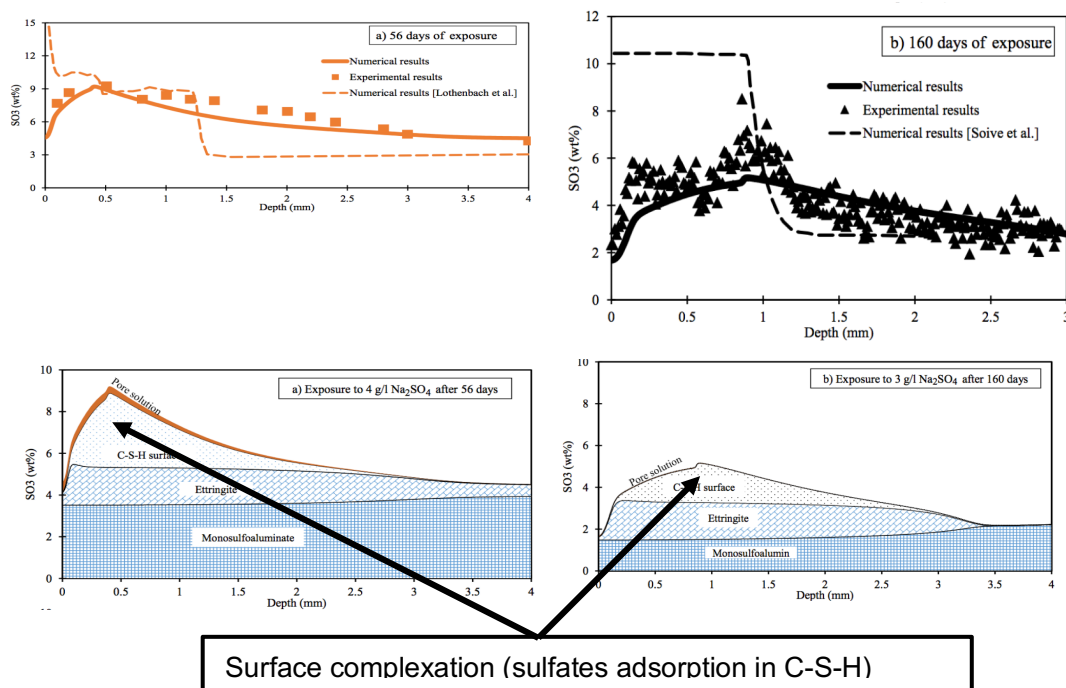 a) 56 days of exposure
Numerical results
Experimental results
Numerical results [Lothenbach et al.]
SO3 (wt%)
15
12
9
6
3
0
0 0.5 1 1.5 2 2.5 3 3.5 4
Depth (mm)
b) 160 days of exposure
Numerical results
Experimental results
Numerical results [Soive et al.]
SO3 (wt%)
12
10
8
6
4
2
0
0 0.5 1 1.5 2 2.5 3
Depth (mm)
a) Exposure to 4 g/l Na2SO4 after 56 days
Pore solution
C-S-H surface
Ettringite
Monosulfoaluminate
SO3 (wt%)
10
8
6
4
2
0
0 0.5 1 1.5 2 2.5 3 3.5 4
Depth (mm)
b) Exposure to 3 g/l Na2SO4 after 160 days
Pore solution
C-S-H surface
Ettringite
Monosulfoalumin
SO3 (wt%)
10
8
6
4
2
0
0 0.5 1 1.5 2 2.5 3 3.5 4
Depth (mm)
Surface complexation (sulfates adsorption in C-S-H)